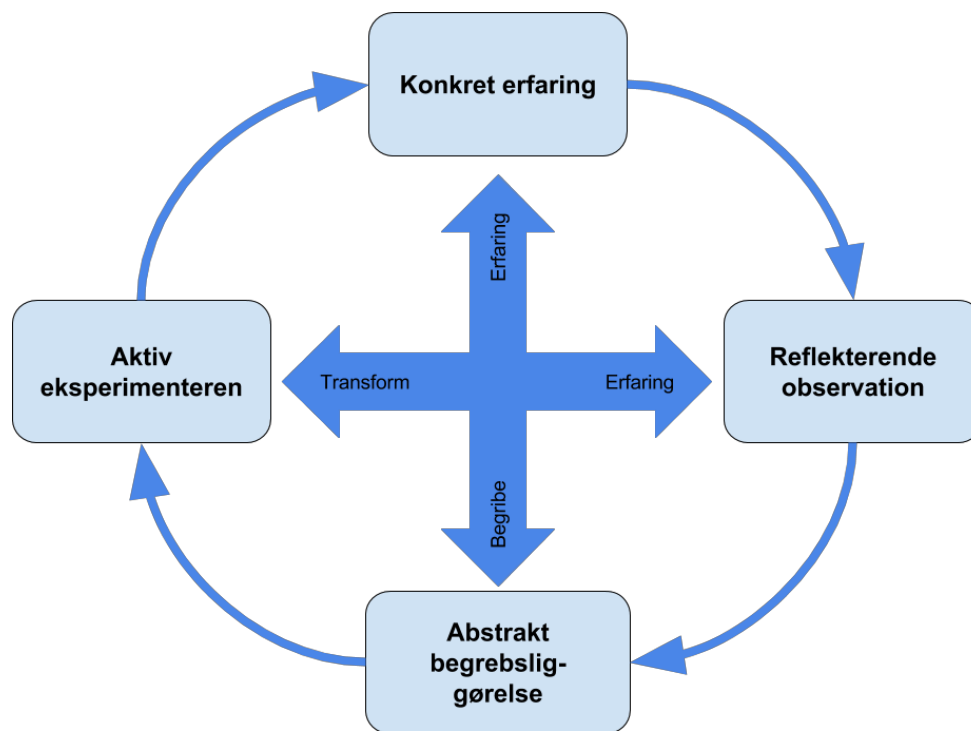 Konkret erfaring
Erfaring
Aktiv
eksperimenteren
Transform
Erfaring
Reflekterende
observation
Begribe
Abstrakt
begrebslig-
gørelse